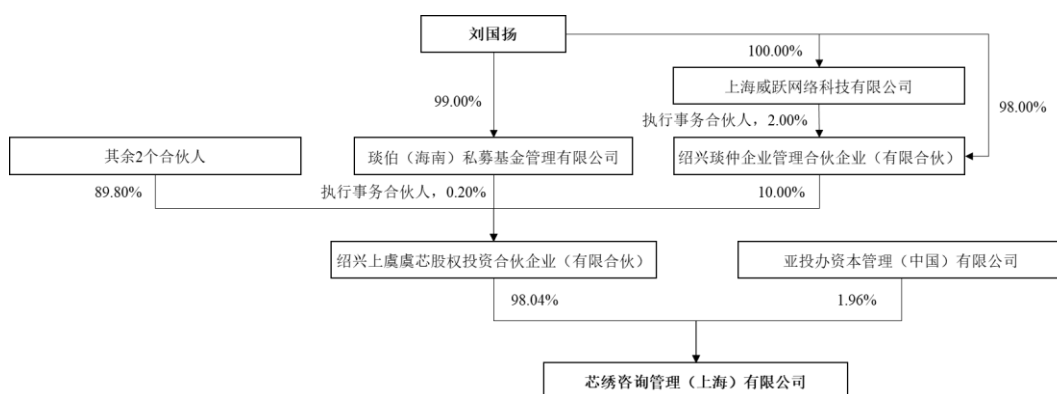 刘国扬
100.00%
上海威跃网络科技有限公司
99.00%
98.00%
执行事务合伙人，2.00%
其余2个合伙人
琰伯（海南）私募基金管理有限公司
绍兴琰仲企业管理合伙企业（有限合伙）
89.80%
执行事务合伙人，0.20%
10.00%
绍兴上虞虞芯股权投资合伙企业（有限合伙）
亚投办资本管理（中国）有限公司
98.04%
1.96%
芯绣咨询管理（上海）有限公司